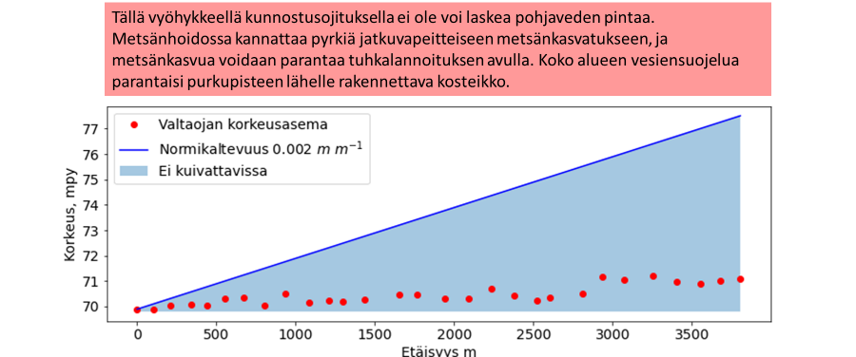 Tällä vyöhykkeellä kunnostusojituksella ei ole voi laskea pohjaveden pintaa.
Metsänhoidossa kannattaa pyrkiä jatkuvapeitteiseen metsänkasvatukseen, ja
metsänkasvua voidaan parantaa tuhkalannoituksen avulla. Koko alueen vesiensuojelua
parantaisi purkupisteen lähelle rakennettava kosteikko.
Valtaojan korkeusasema
Normikaltevuus 0.002 m m⁻¹
Ei kuivattavissa
Korkeus, mpy
77
76
75
74
73
72
71
70
0 500 1000 1500 2000 2500 3000 3500
Etäisyys m